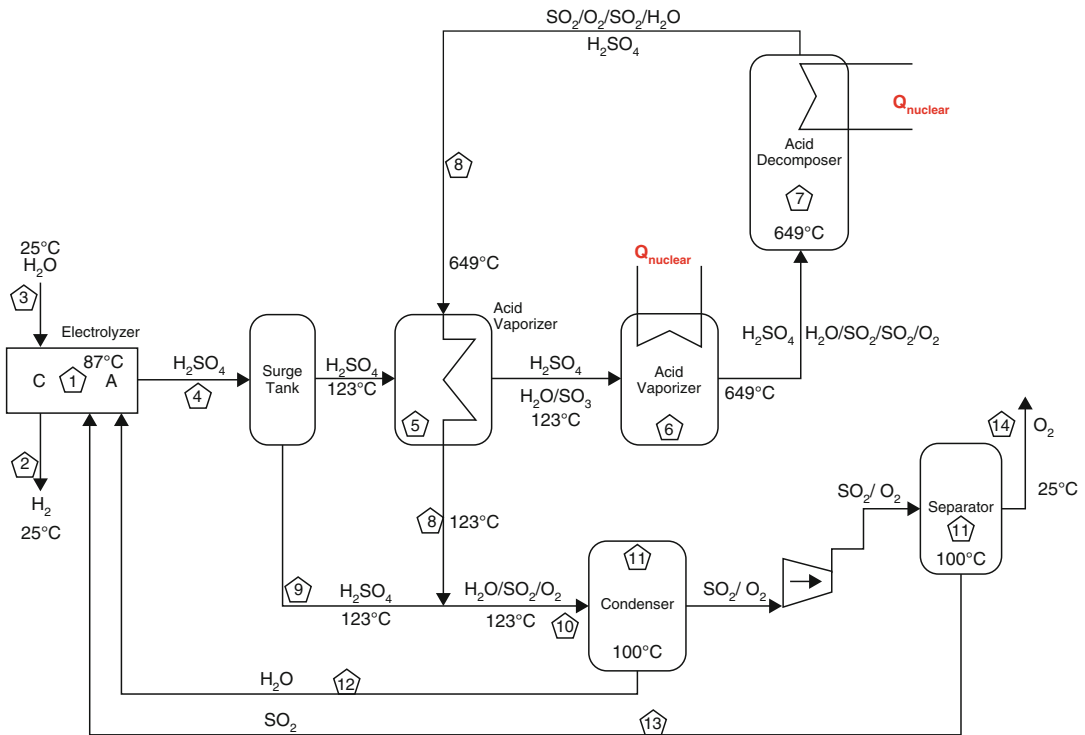 SO₂/O₂/SO₂/H₂O
H₂SO₄
Q nuclear
Acid
Decomposer
7
649°C
8
25°C
H₂O
3
Electrolyzer
87°C
C 1 A
2
H₂
25°C
H₂SO₄
4
Surge
Tank
H₂SO₄
123°C
649°C
Acid
Vaporizer
5
H₂SO₄
H₂O/SO₃
123°C
Q nuclear
Acid
Vaporizer
6
649°C
H₂SO₄
H₂O/SO₂/SO₂/O₂
8
123°C
9
H₂SO₄
123°C
H₂O/SO₂/O₂
123°C
10
11
Condenser
100°C
SO₂/ O₂
SO₂/ O₂
Separator
11
100°C
14
O₂
25°C
H₂O
12
SO₂
13